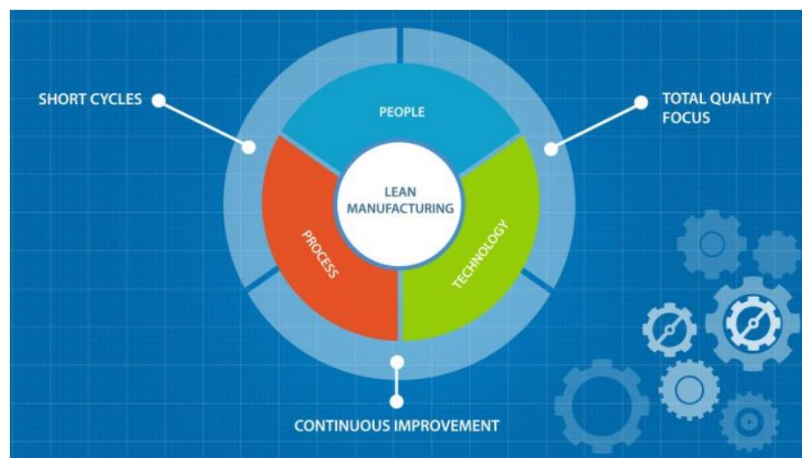 SHORT CYCLES
TOTAL QUALITY
FOCUS
PEOPLE
LEAN
MANUFACTURING
PROCESS
TECHNOLOGY
CONTINUOUS IMPROVEMENT